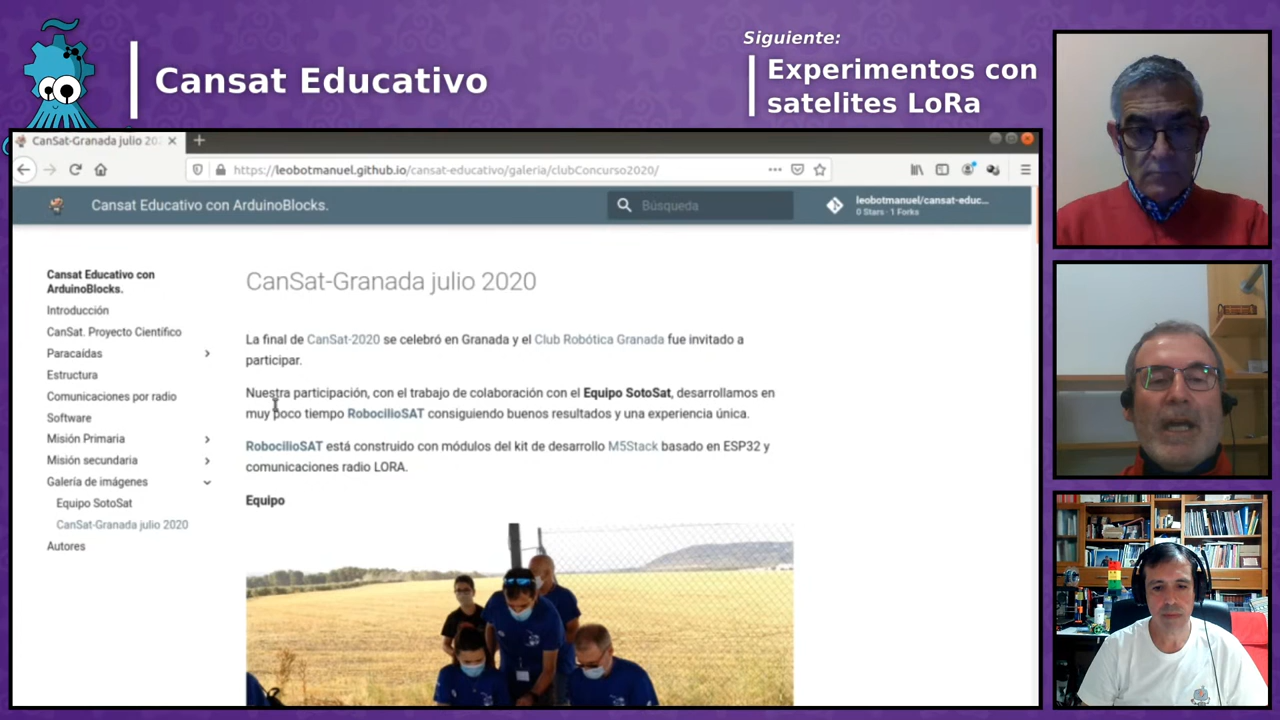 Cansat Educativo
Siguiente:
Experimentos con
satelites LoRa
CanSat-Granada julio 202
https://leobotmanuel.github.io/cansat-educativo/galeria/clubConcurso2020/
Cansat Educativo con ArduinoBlocks.
Búsqueda
leobotmanuel/cansat-educ...
0 Stars · 1 Forks
Cansat Educativo con
ArduinoBlocks.
Introducción
CanSat. Proyecto Científico
Paracaídas
Estructura
Comunicaciones por radio
Software
Misión Primaria
Misión secundaria
Galería de imágenes
Equipo SotoSat
CanSat-Granada julio 2020
Autores
CanSat-Granada julio 2020
La final de CanSat-2020 se celebró en Granada y el Club Robótica Granada fue invitado a
participar.
Nuestra participación, con el trabajo de colaboración con el Equipo SotoSat, desarrollamos en
muy poco tiempo RobocilioSAT consiguiendo buenos resultados y una experiencia única.
RobocilioSAT está construido con módulos del kit de desarrollo M5Stack basado en ESP32 y
comunicaciones radio LORA.
Equipo